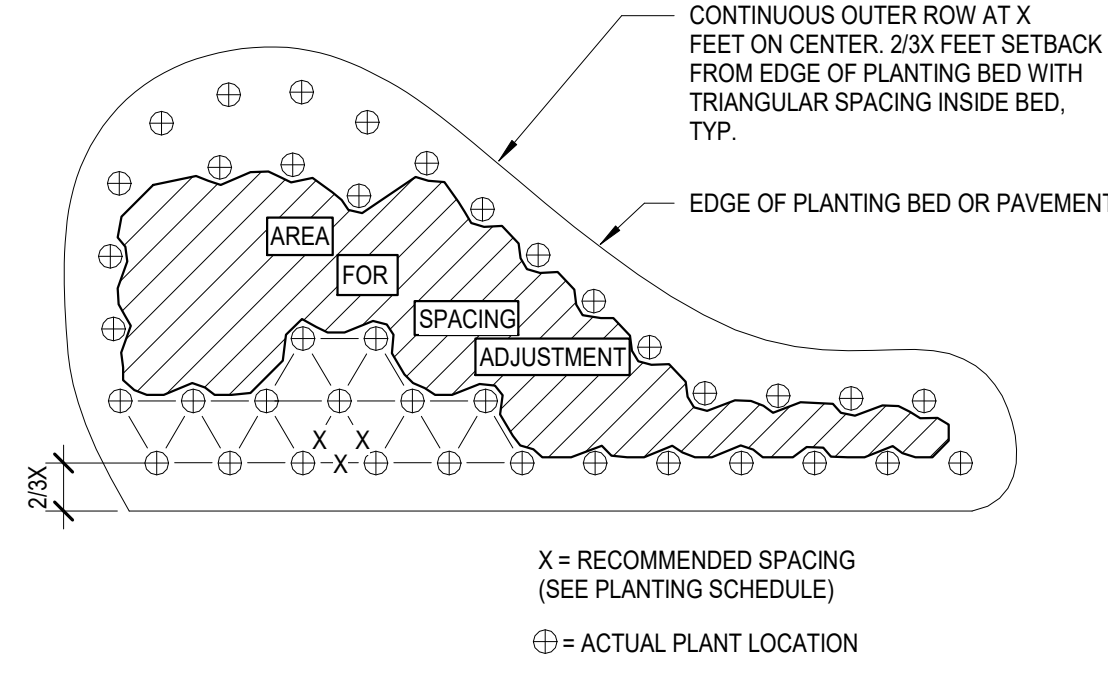 CONTINUOUS OUTER ROW AT X
FEET ON CENTER. 2/3X FEET SETBACK
FROM EDGE OF PLANTING BED WITH
TRIANGULAR SPACING INSIDE BED,
TYP.
EDGE OF PLANTING BED OR PAVEMENT
AREA
FOR
SPACING
ADJUSTMENT
X X
X
2/3X
X = RECOMMENDED SPACING
(SEE PLANTING SCHEDULE)
= ACTUAL PLANT LOCATION